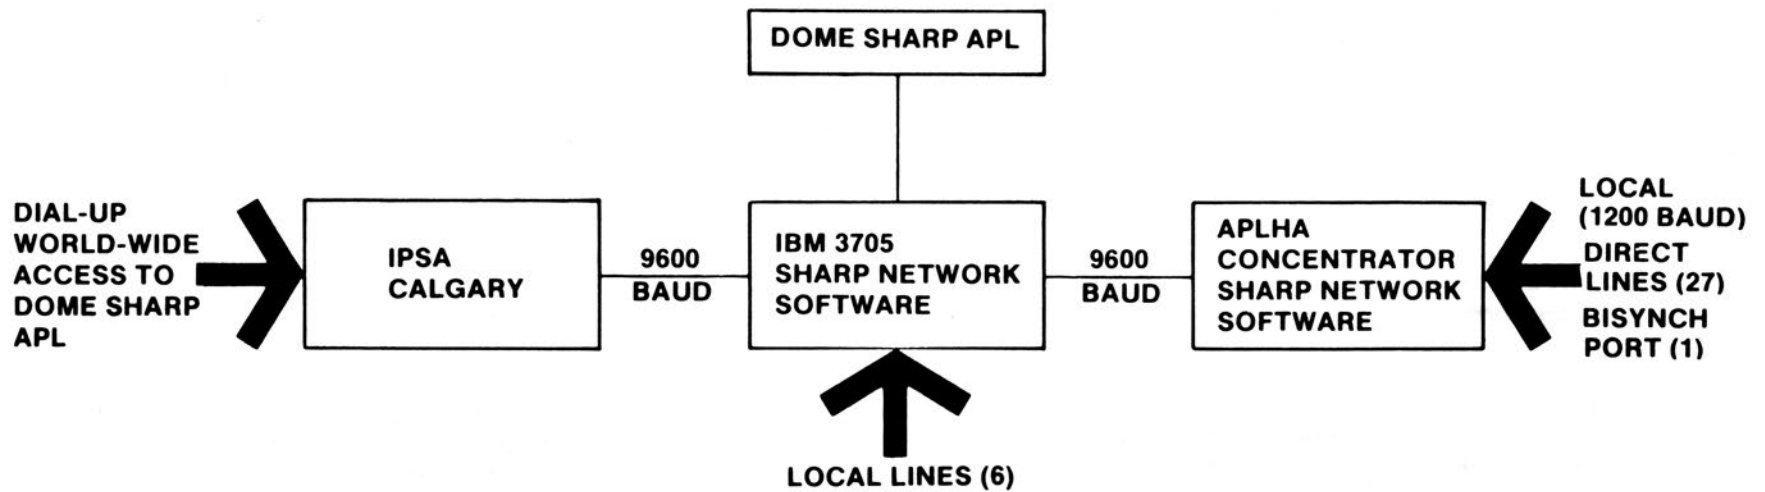 DOME SHARP APL
DIAL-UP
WORLD-WIDE
ACCESS TO
DOME SHARP
APL
IPSA
CALGARY
9600
BAUD
IBM 3705
SHARP NETWORK
SOFTWARE
9600
BAUD
APLHA
CONCENTRATOR
SHARP NETWORK
SOFTWARE
LOCAL
(1200 BAUD)
DIRECT
LINES (27)
BISYNCH
PORT (1)
LOCAL LINES (6)